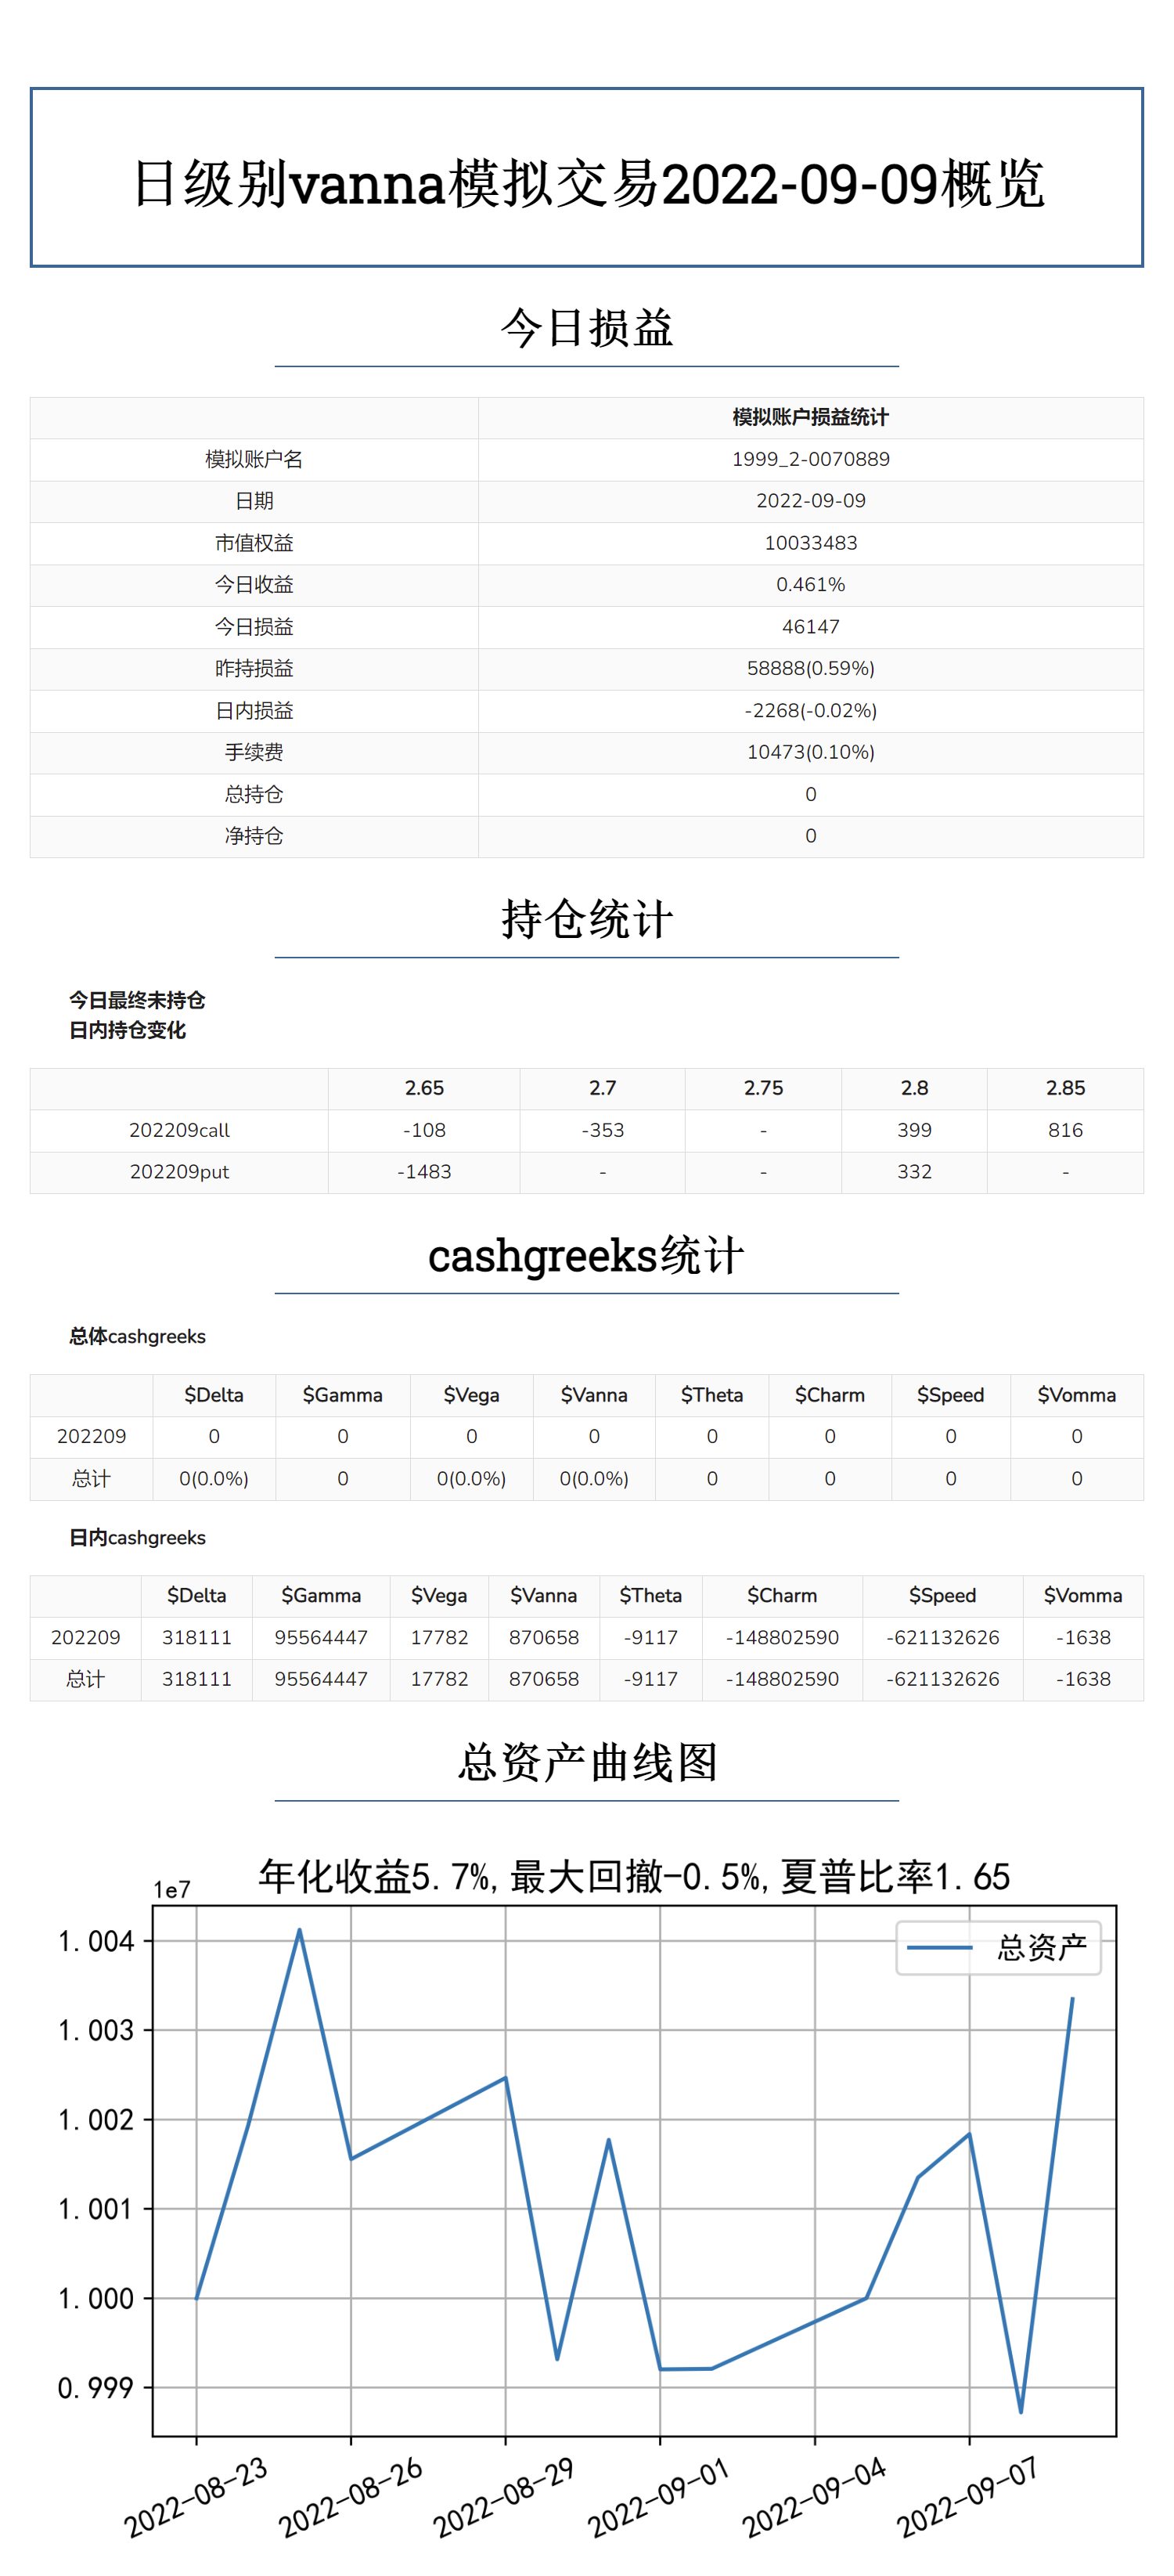 日级别vanna模拟交易2022-09-09概览
今日损益
模拟账户损益统计
模拟账户名 1999_2-0070889
日期 2022-09-09
市值权益 10033483
今日收益 0.461%
今日损益 46147
昨持损益 58888(0.59%)
日内损益 -2268(-0.02%)
手续费 10473(0.10%)
总持仓 0
净持仓 0
持仓统计
今日最终未持仓
日内持仓变化
2.65 2.7 2.75 2.8 2.85
202209call -108 -353 - 399 816
202209put -1483 - - 332 -
cashgreeks统计
总体cashgreeks
$Delta $Gamma $Vega $Vanna $Theta $Charm $Speed $Vomma
202209 0 0 0 0 0 0 0 0
总计 0(0.0%) 0 0(0.0%) 0(0.0%) 0 0 0 0
日内cashgreeks
$Delta $Gamma $Vega $Vanna $Theta $Charm $Speed $Vomma
202209 318111 95564447 17782 870658 -9117 -148802590 -621132626 -1638
总计 318111 95564447 17782 870658 -9117 -148802590 -621132626 -1638
总资产曲线图
年化收益5.7%,最大回撤-0.5%,夏普比率1.65
1e7
总资产
1.004
1.003
1.002
1.001
1.000
0.999
2022-08-23 2022-08-26 2022-08-29 2022-09-01 2022-09-04 2022-09-07